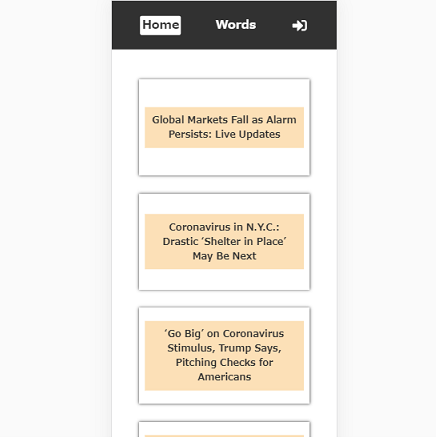 Home Words
Global Markets Fall as Alarm
Persists: Live Updates
Coronavirus in N.Y.C.:
Drastic ‘Shelter in Place’
May Be Next
‘Go Big’ on Coronavirus
Stimulus, Trump Says,
Pitching Checks for
Americans